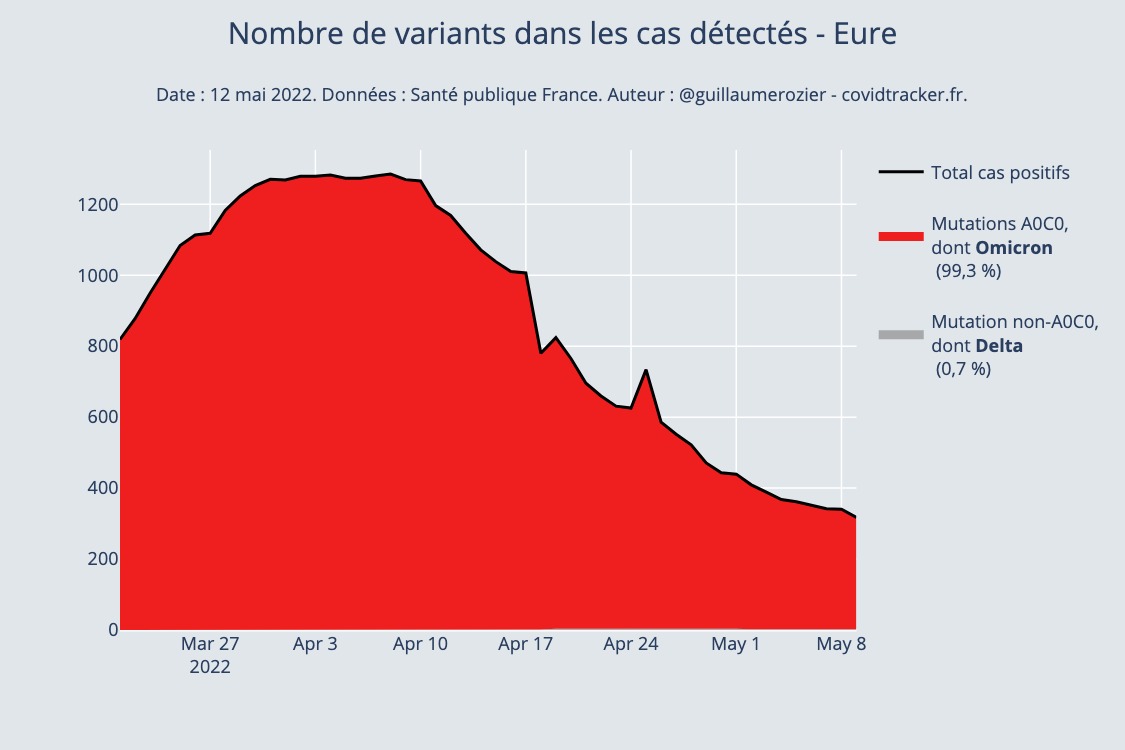 Nombre de variants dans les cas détectés - Eure
Date : 12 mai 2022. Données : Santé publique France. Auteur : @guillaumerozier - covidtracker.fr.
Total cas positifs
Mutations A0C0,
dont Omicron
(99,3 %)
Mutation non-A0C0,
dont Delta
(0,7 %)
1200
1000
800
600
400
200
0
Mar 27 Apr 3 Apr 10 Apr 17 Apr 24 May 1 May 8
2022